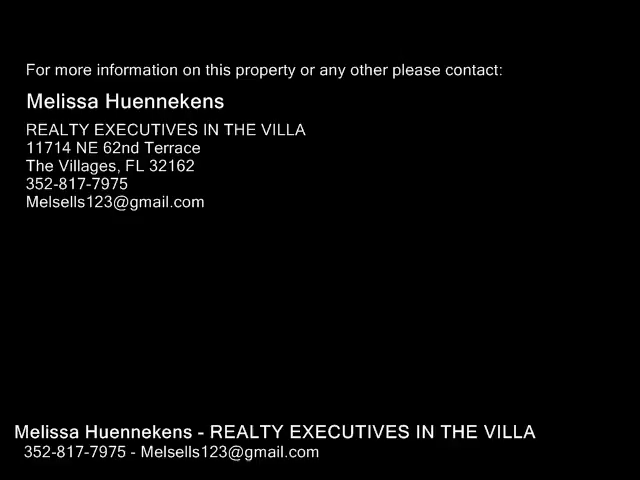 For more information on this property or any other please contact:
Melissa Huennekens
REALTY EXECUTIVES IN THE VILLA
11714 NE 62nd Terrace
The Villages, FL 32162
352-817-7975
Melsells123@gmail.com
Melissa Huennekens - REALTY EXECUTIVES IN THE VILLA
352-817-7975 - Melsells123@gmail.com